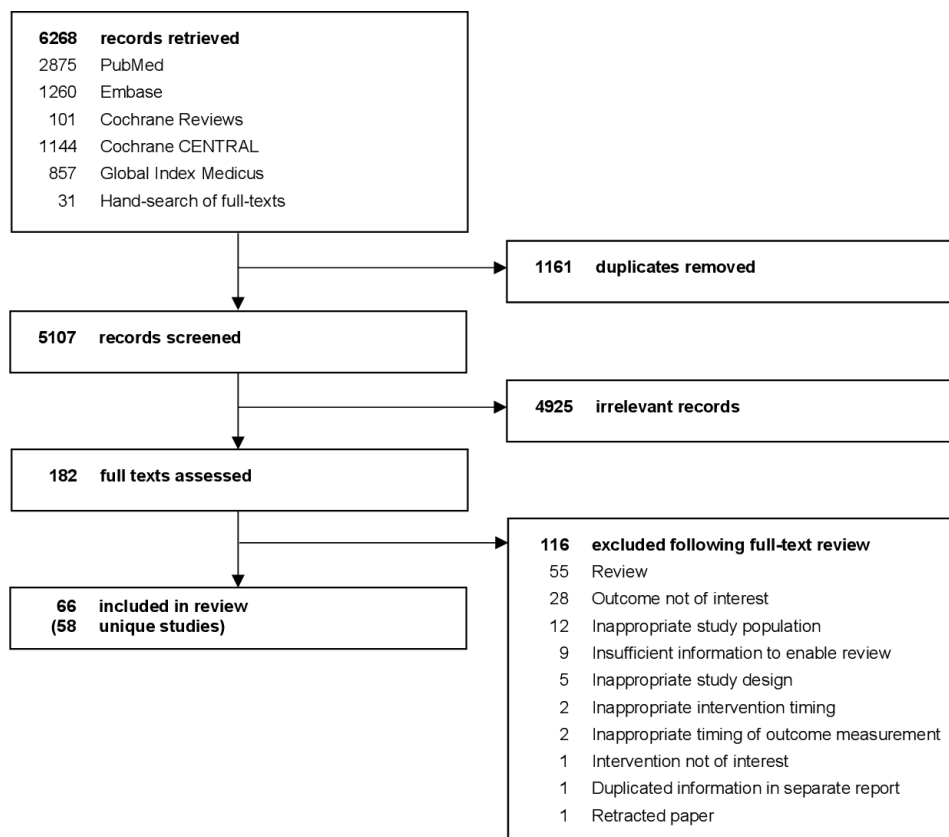 6268 records retrieved
2875 PubMed
1260 Embase
101 Cochrane Reviews
1144 Cochrane CENTRAL
857 Global Index Medicus
31 Hand-search of full-texts
1161 duplicates removed
5107 records screened
4925 irrelevant records
182 full texts assessed
116 excluded following full-text review
55 Review
28 Outcome not of interest
12 Inappropriate study population
9 Insufficient information to enable review
5 Inappropriate study design
2 Inappropriate intervention timing
2 Inappropriate timing of outcome measurement
1 Intervention not of interest
1 Duplicated information in separate report
1 Retracted paper
66 included in review
(58 unique studies)